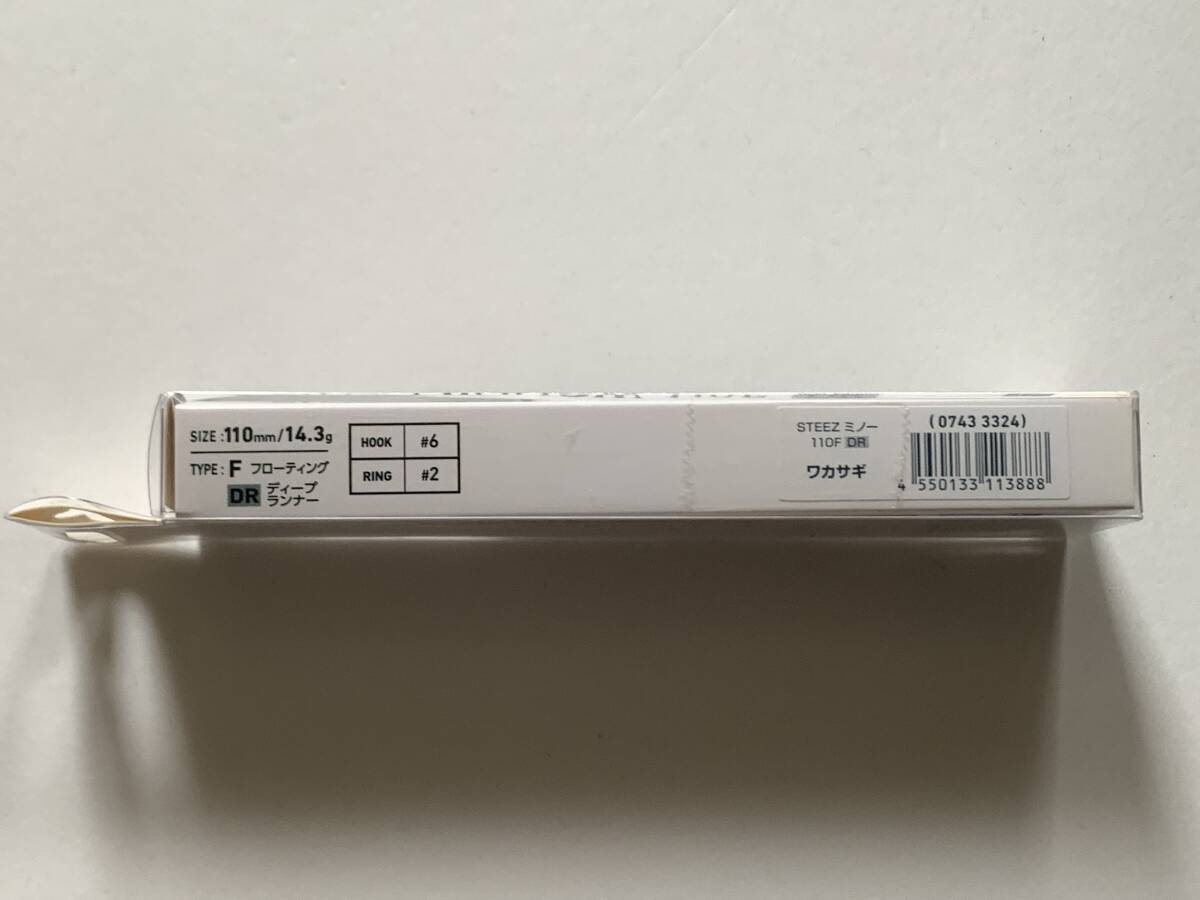 SIZE : 110mm/14.3g
TYPE : F フローティング
DR ディープ
ランナー
HOOK #6
RING #2
STEEZ ミノー
110F DR
ワカサギ
(0743 3324)
4 550133 113888